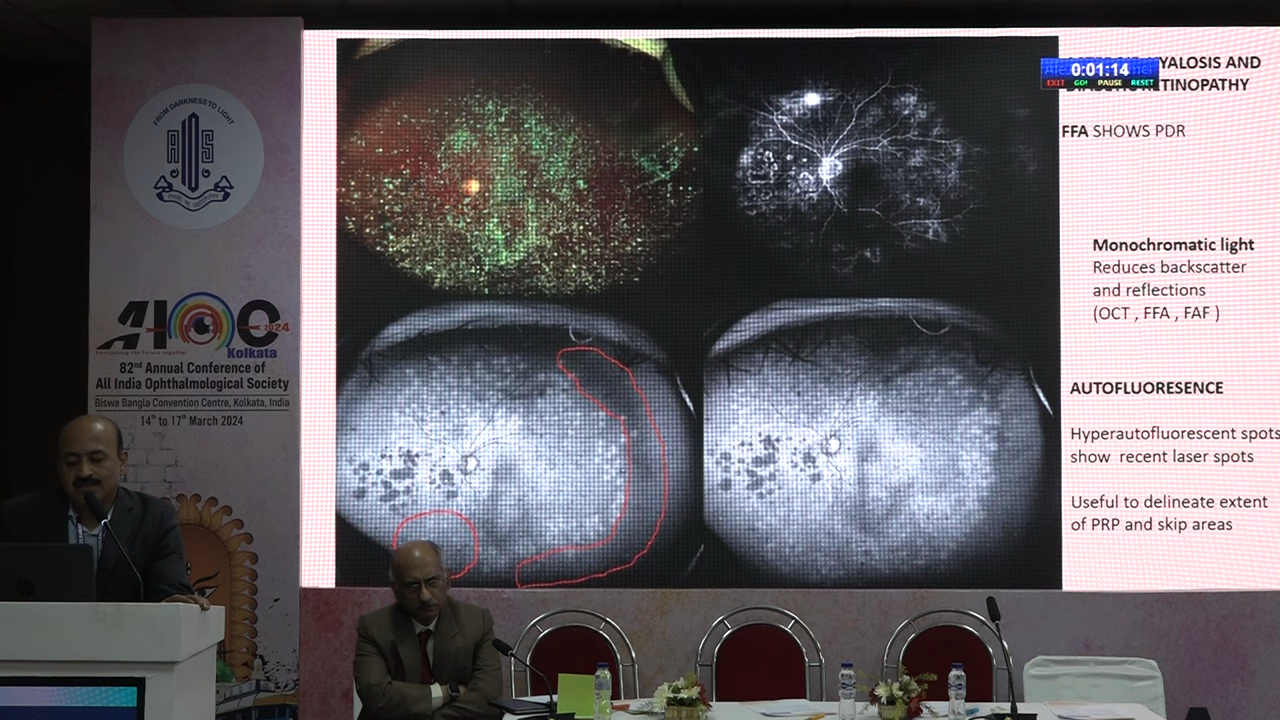 FROM DARKNESS TO LIGHT
AIOS
AIOC
2024
Kolkata
82nd Annual Conference of
All India Ophthalmological Society
Biswa Bangla Convention Centre, Kolkata, India
14th to 17th March 2024
0:01:14
EXIT GO! PAUSE RESET
YALOSIS AND
RETINOPATHY
FFA SHOWS PDR
Monochromatic light
Reduces backscatter
and reflections
(OCT , FFA , FAF )
AUTOFLUORESENCE
Hyperautofluorescent spots
show recent laser spots
Useful to delineate extent
of PRP and skip areas